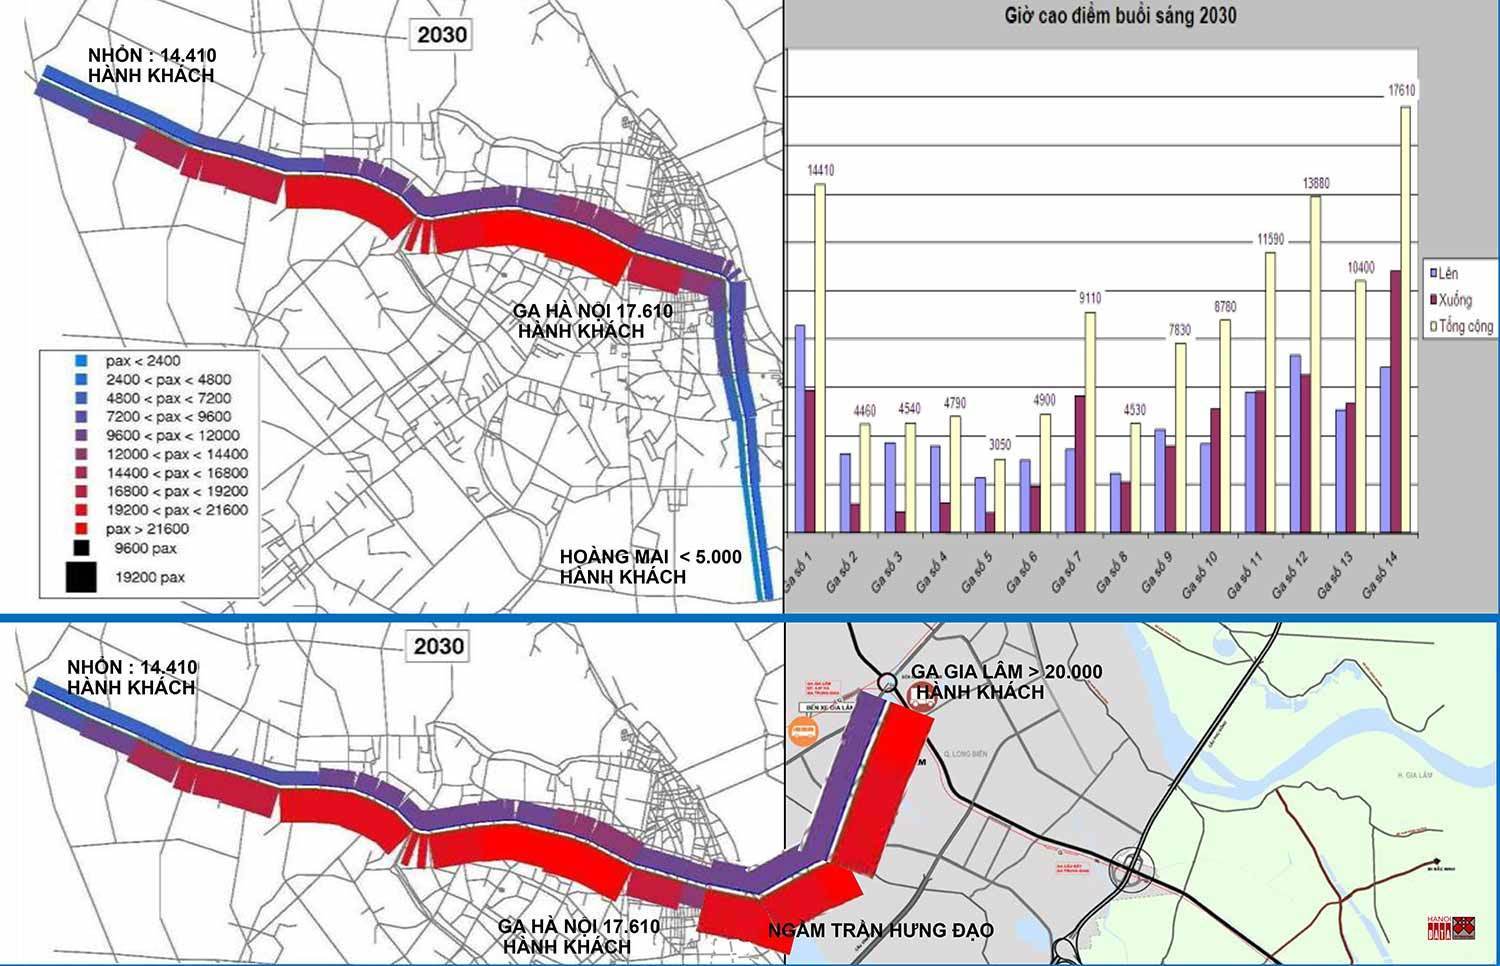 2030
NHỔN : 14.410
HÀNH KHÁCH
GA HÀ NỘI 17.610
HÀNH KHÁCH
HOÀNG MAI < 5.000
HÀNH KHÁCH
pax < 2400
2400 < pax < 4800
4800 < pax < 7200
7200 < pax < 9600
9600 < pax < 12000
12000 < pax < 14400
14400 < pax < 16800
16800 < pax < 19200
19200 < pax < 21600
pax > 21600
9600 pax
19200 pax
Giờ cao điểm buổi sáng 2030
14410
4460
4540
4790
3050
4900
9110
4530
7830
8780
11590
13880
10400
17610
Lên
Xuống
Tổng cộng
Ga số 1
Ga số 2
Ga số 3
Ga số 4
Ga số 5
Ga số 6
Ga số 7
Ga số 8
Ga số 9
Ga số 10
Ga số 11
Ga số 12
Ga số 13
Ga số 14
2030
NHỔN : 14.410
HÀNH KHÁCH
GA HÀ NỘI 17.610
HÀNH KHÁCH
GA GIA LÂM > 20.000
HÀNH KHÁCH
BẾN XE GIA LÂM
Q. LONG BIÊN
H. GIA LÂM
NGẦM TRẦN HƯNG ĐẠO
HANOI
DATA